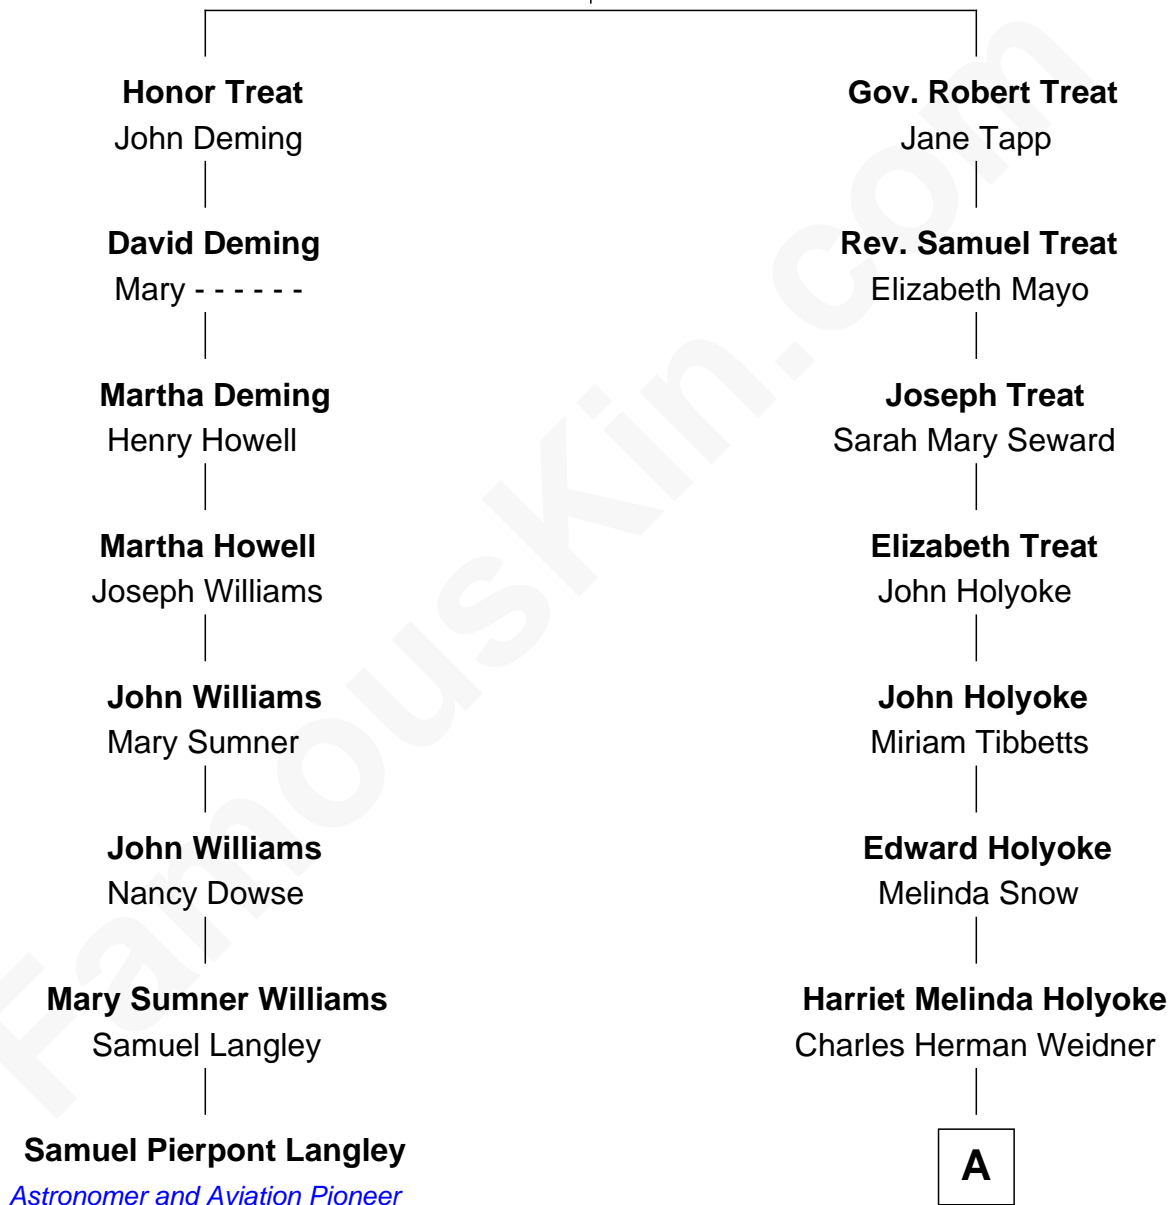 Honor Treat
John Deming
David Deming
Mary - - - - - -
Martha Deming
Henry Howell
Martha Howell
Joseph Williams
John Williams
Mary Sumner
John Williams
Nancy Dowse
Mary Sumner Williams
Samuel Langley
Samuel Pierpont Langley
Astronomer and Aviation Pioneer
Gov. Robert Treat
Jane Tapp
Rev. Samuel Treat
Elizabeth Mayo
Joseph Treat
Sarah Mary Seward
Elizabeth Treat
John Holyoke
John Holyoke
Miriam Tibbetts
Edward Holyoke
Melinda Snow
Harriet Melinda Holyoke
Charles Herman Weidner
A
FamousKin.com